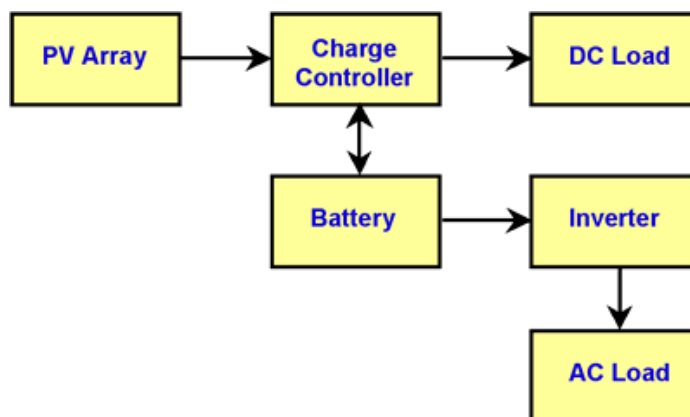 PV Array
Charge
Controller
DC Load
Battery
Inverter
AC Load